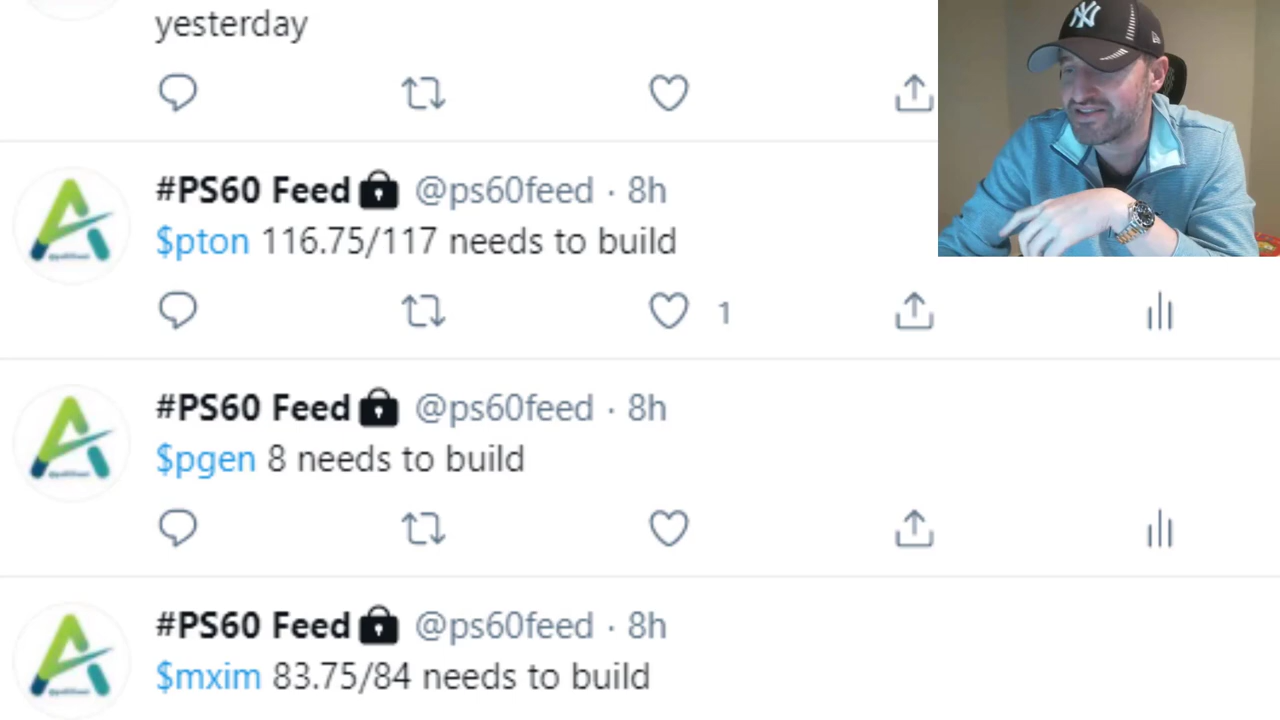 yesterday
#PS60 Feed @ps60feed · 8h
$pton 116.75/117 needs to build
1
#PS60 Feed @ps60feed · 8h
$pgen 8 needs to build
#PS60 Feed @ps60feed · 8h
$mxim 83.75/84 needs to build
NY